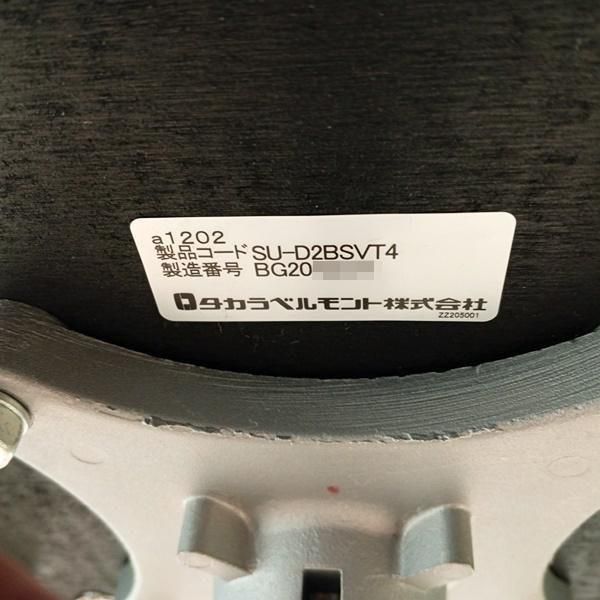 a1202
製品コード SU-D2BSVT4
製造番号 BG20
タカラベルモント株式会社
ZZ205001